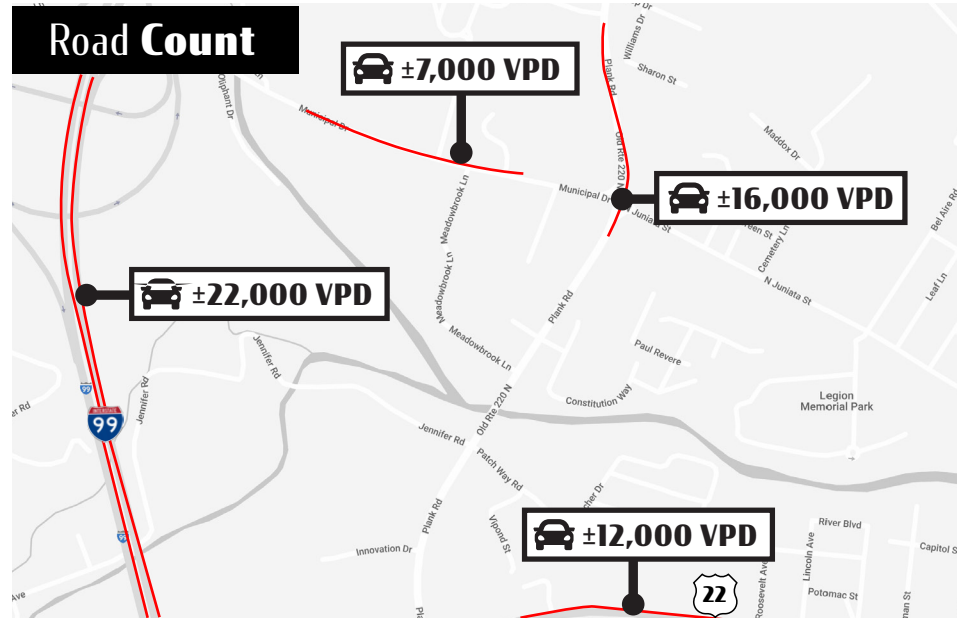 Road Count
±7,000 VPD
±16,000 VPD
±22,000 VPD
±12,000 VPD
Oliphant Dr
Municipal Dr
Plank Rd
Williams Dr
Sharon St
Maddox Dr
Old Rte 220 N
Municipal Dr
N Juniata St
Cemetery Ln
Bel Aire Rd
Leaf Ln
N Juniata St
Meadowbrook Ln
Meadowbrook Ln
Meadowbrook Ln
Plank Rd
Paul Revere
Constitution Way
Legion
Memorial Park
Jennifer Rd
Jennifer Rd
Jennifer Rd
Old Rte 220 N
Patch Way Rd
Vipond St
Plank Rd
Innovation Dr
INTERSTATE
99
22
River Blvd
Lincoln Ave
Potomac St
Roosevelt Ave
Capitol S